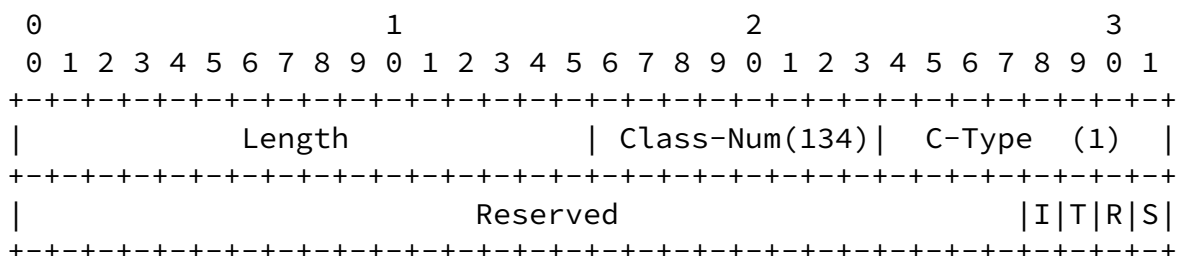 0                   1                   2                   3
 0 1 2 3 4 5 6 7 8 9 0 1 2 3 4 5 6 7 8 9 0 1 2 3 4 5 6 7 8 9 0 1
+-+-+-+-+-+-+-+-+-+-+-+-+-+-+-+-+-+-+-+-+-+-+-+-+-+-+-+-+-+-+-+-+
|            Length             | Class-Num(134)|  C-Type  (1)  |
+-+-+-+-+-+-+-+-+-+-+-+-+-+-+-+-+-+-+-+-+-+-+-+-+-+-+-+-+-+-+-+-+
|                         Reserved                      |I|T|R|S|
+-+-+-+-+-+-+-+-+-+-+-+-+-+-+-+-+-+-+-+-+-+-+-+-+-+-+-+-+-+-+-+-+